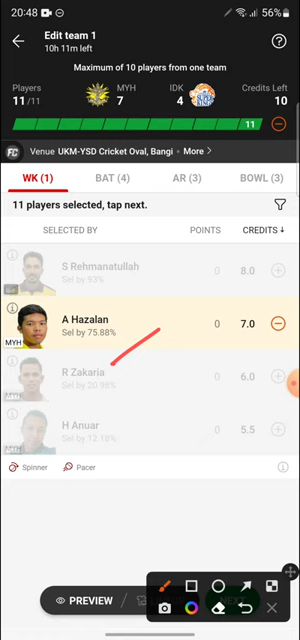 20:48
56%
Edit team 1
10h 11m left
Maximum of 10 players from one team
Players
11/11
MYH
7
IDK
4
Credits Left
10
11
FC Venue UKM-YSD Cricket Oval, Bangi • More >
WK (1) BAT (4) AR (3) BOWL (3)
11 players selected, tap next.
SELECTED BY POINTS CREDITS ↓
S Rehmanatullah
Sel by 93%
0 8.0
A Hazalan
Sel by 75.88%
0 7.0
MYH
R Zakaria
Sel by 20.98%
0 6.0
MYH
H Anuar
Sel by 12.16%
0 5.5
MYH
Spinner Pacer
PREVIEW
NEXT